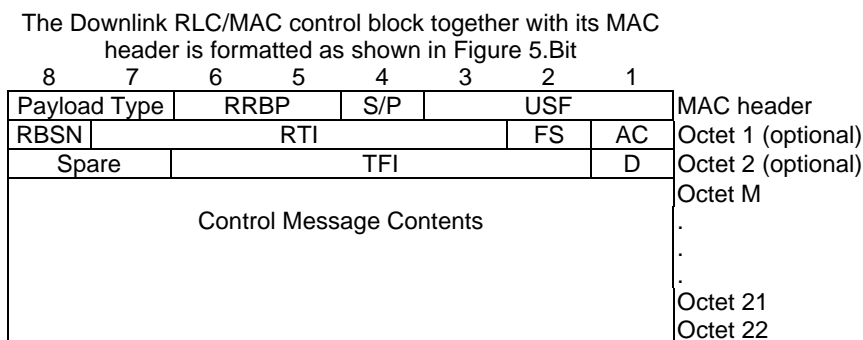 The Downlink RLC/MAC control block together with its MAC
header is formatted as shown in Figure 5.Bit
8 7 6 5 4 3 2 1
Payload Type RRBP S/P USF MAC header
RBSN RTI FS AC Octet 1 (optional)
Spare TFI D Octet 2 (optional)
Octet M
Control Message Contents .
.
.
Octet 21
Octet 22